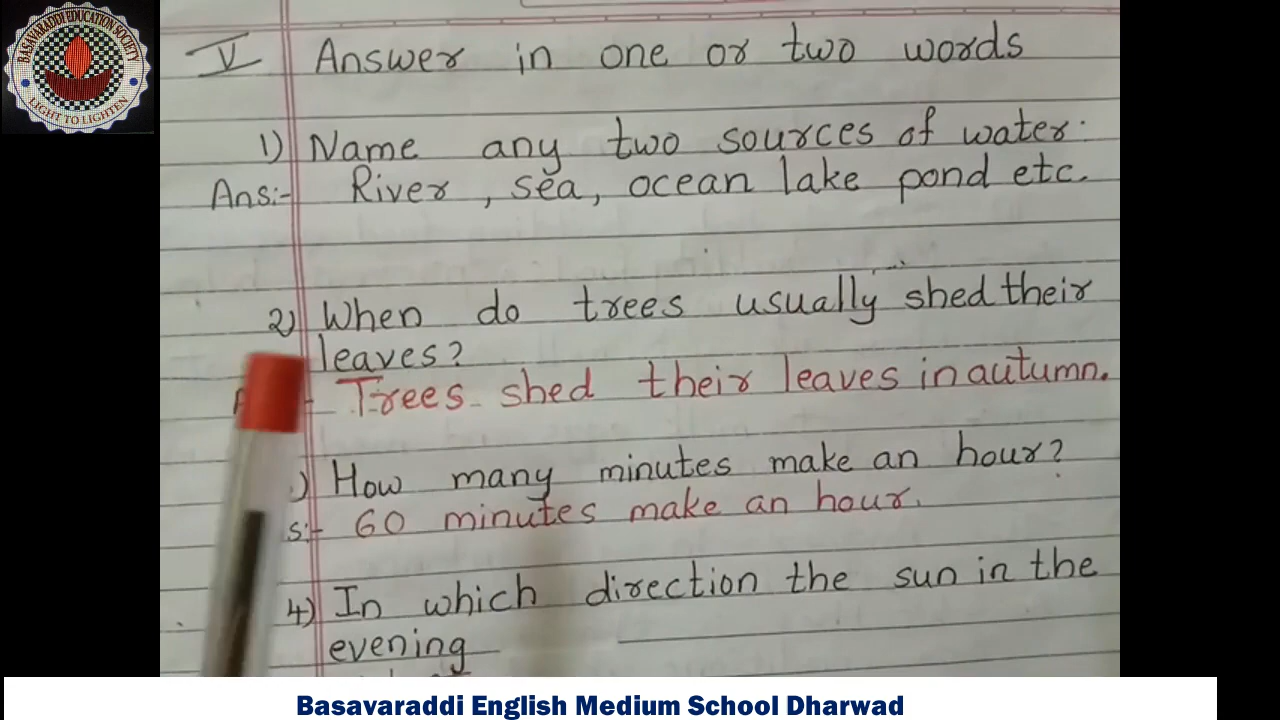 BASAVARADDI EDUCATION SOCIETY
LIGHT TO LIGHTEN
V Answer in one or two words
1) Name any two sources of water.
Ans:- River, sea, ocean lake pond etc.
2) When do trees usually shed their
leaves?
Trees shed their leaves in autumn.
) How many minutes make an hour?
s:- 60 minutes make an hour.
4) In which direction the sun in the
evening
Basavaraddi English Medium School Dharwad